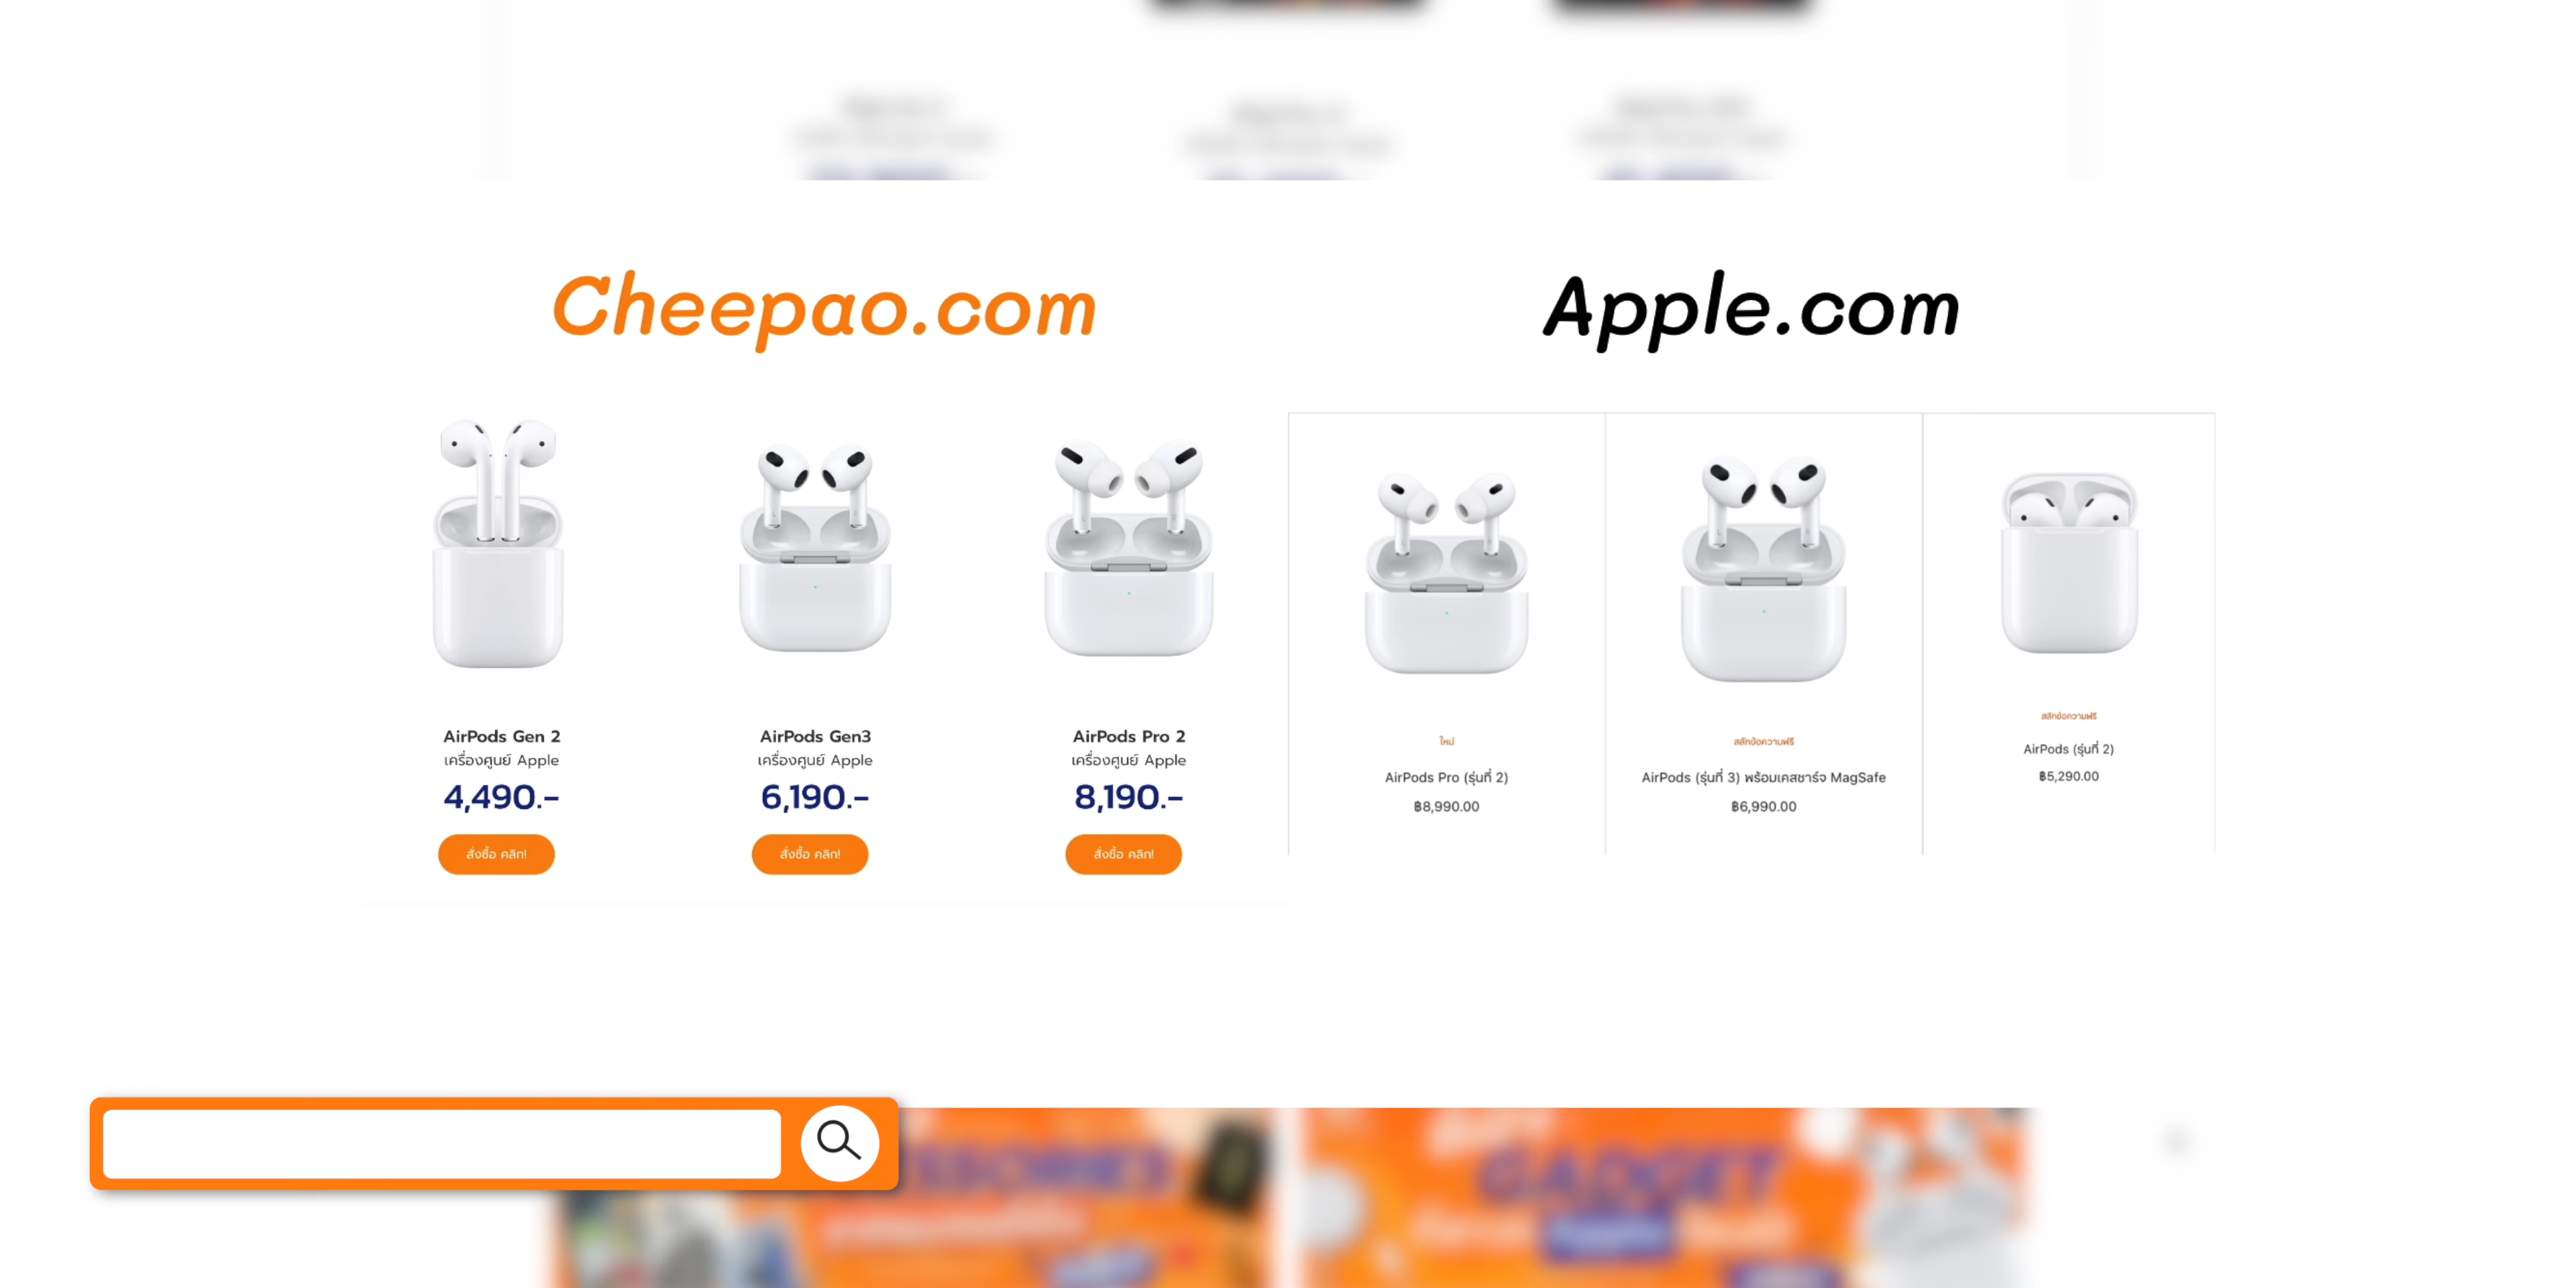 Cheepao.com
Apple.com
AirPods Gen 2
เครื่องศูนย์ Apple
4,490.-
สั่งซื้อ คลิก!
AirPods Gen3
เครื่องศูนย์ Apple
6,190.-
สั่งซื้อ คลิก!
AirPods Pro 2
เครื่องศูนย์ Apple
8,190.-
สั่งซื้อ คลิก!
ใหม่
AirPods Pro (รุ่นที่ 2)
฿8,990.00
สลักข้อความฟรี
AirPods (รุ่นที่ 3) พร้อมเคสชาร์จ MagSafe
฿6,990.00
สลักข้อความฟรี
AirPods (รุ่นที่ 2)
฿5,290.00
GADGET